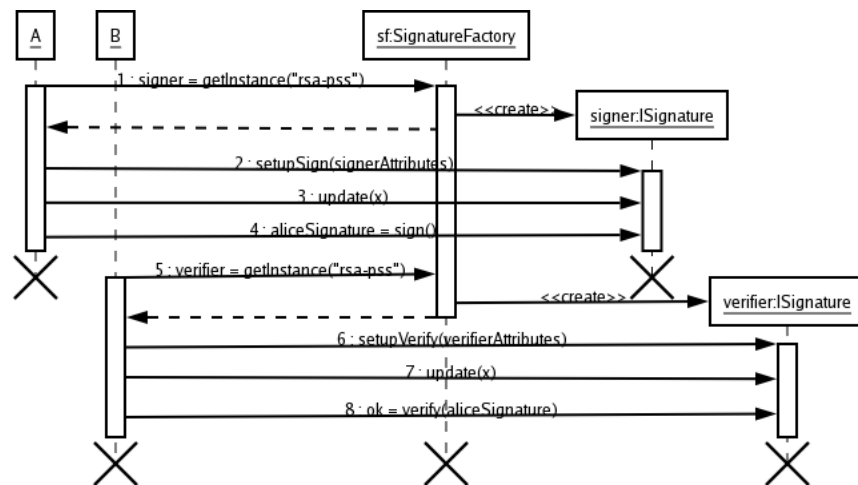 A
B
sf:SignatureFactory
1 : signer = getInstance("rsa-pss")
<<create>>
signer:ISignature
2 : setupSign(signerAttributes)
3 : update(x)
4 : aliceSignature = sign()
5 : verifier = getInstance("rsa-pss")
<<create>>
verifier:ISignature
6 : setupVerify(verifierAttributes)
7 : update(x)
8 : ok = verify(aliceSignature)